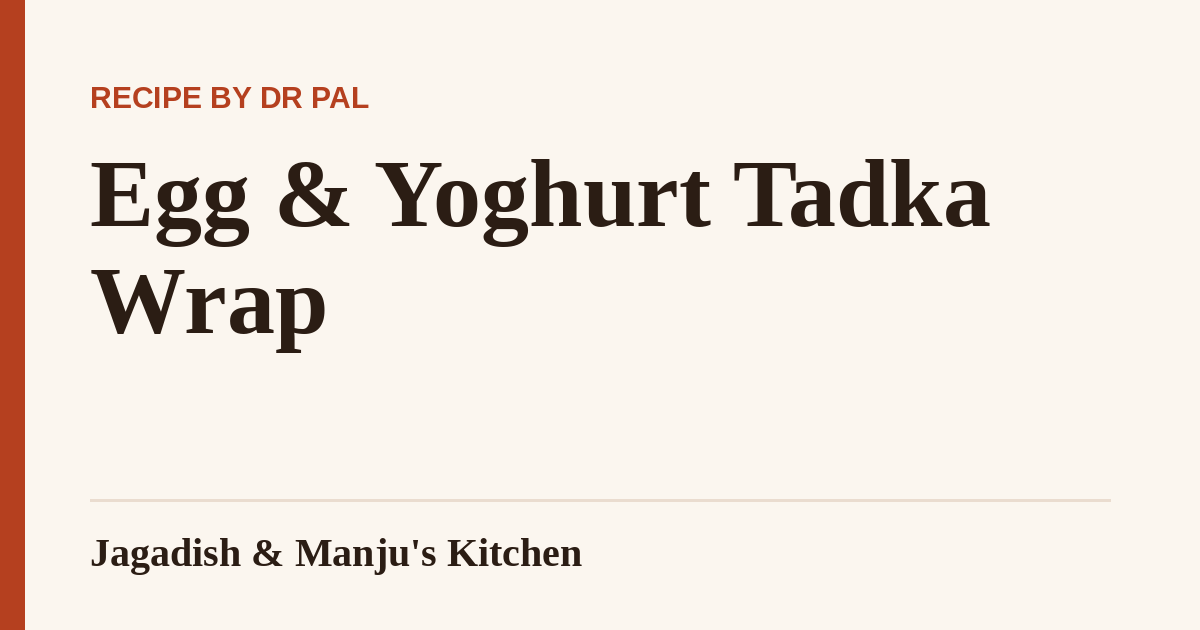 RECIPE BY DR PAL
Egg & Yoghurt Tadka
Wrap
Jagadish & Manju's Kitchen